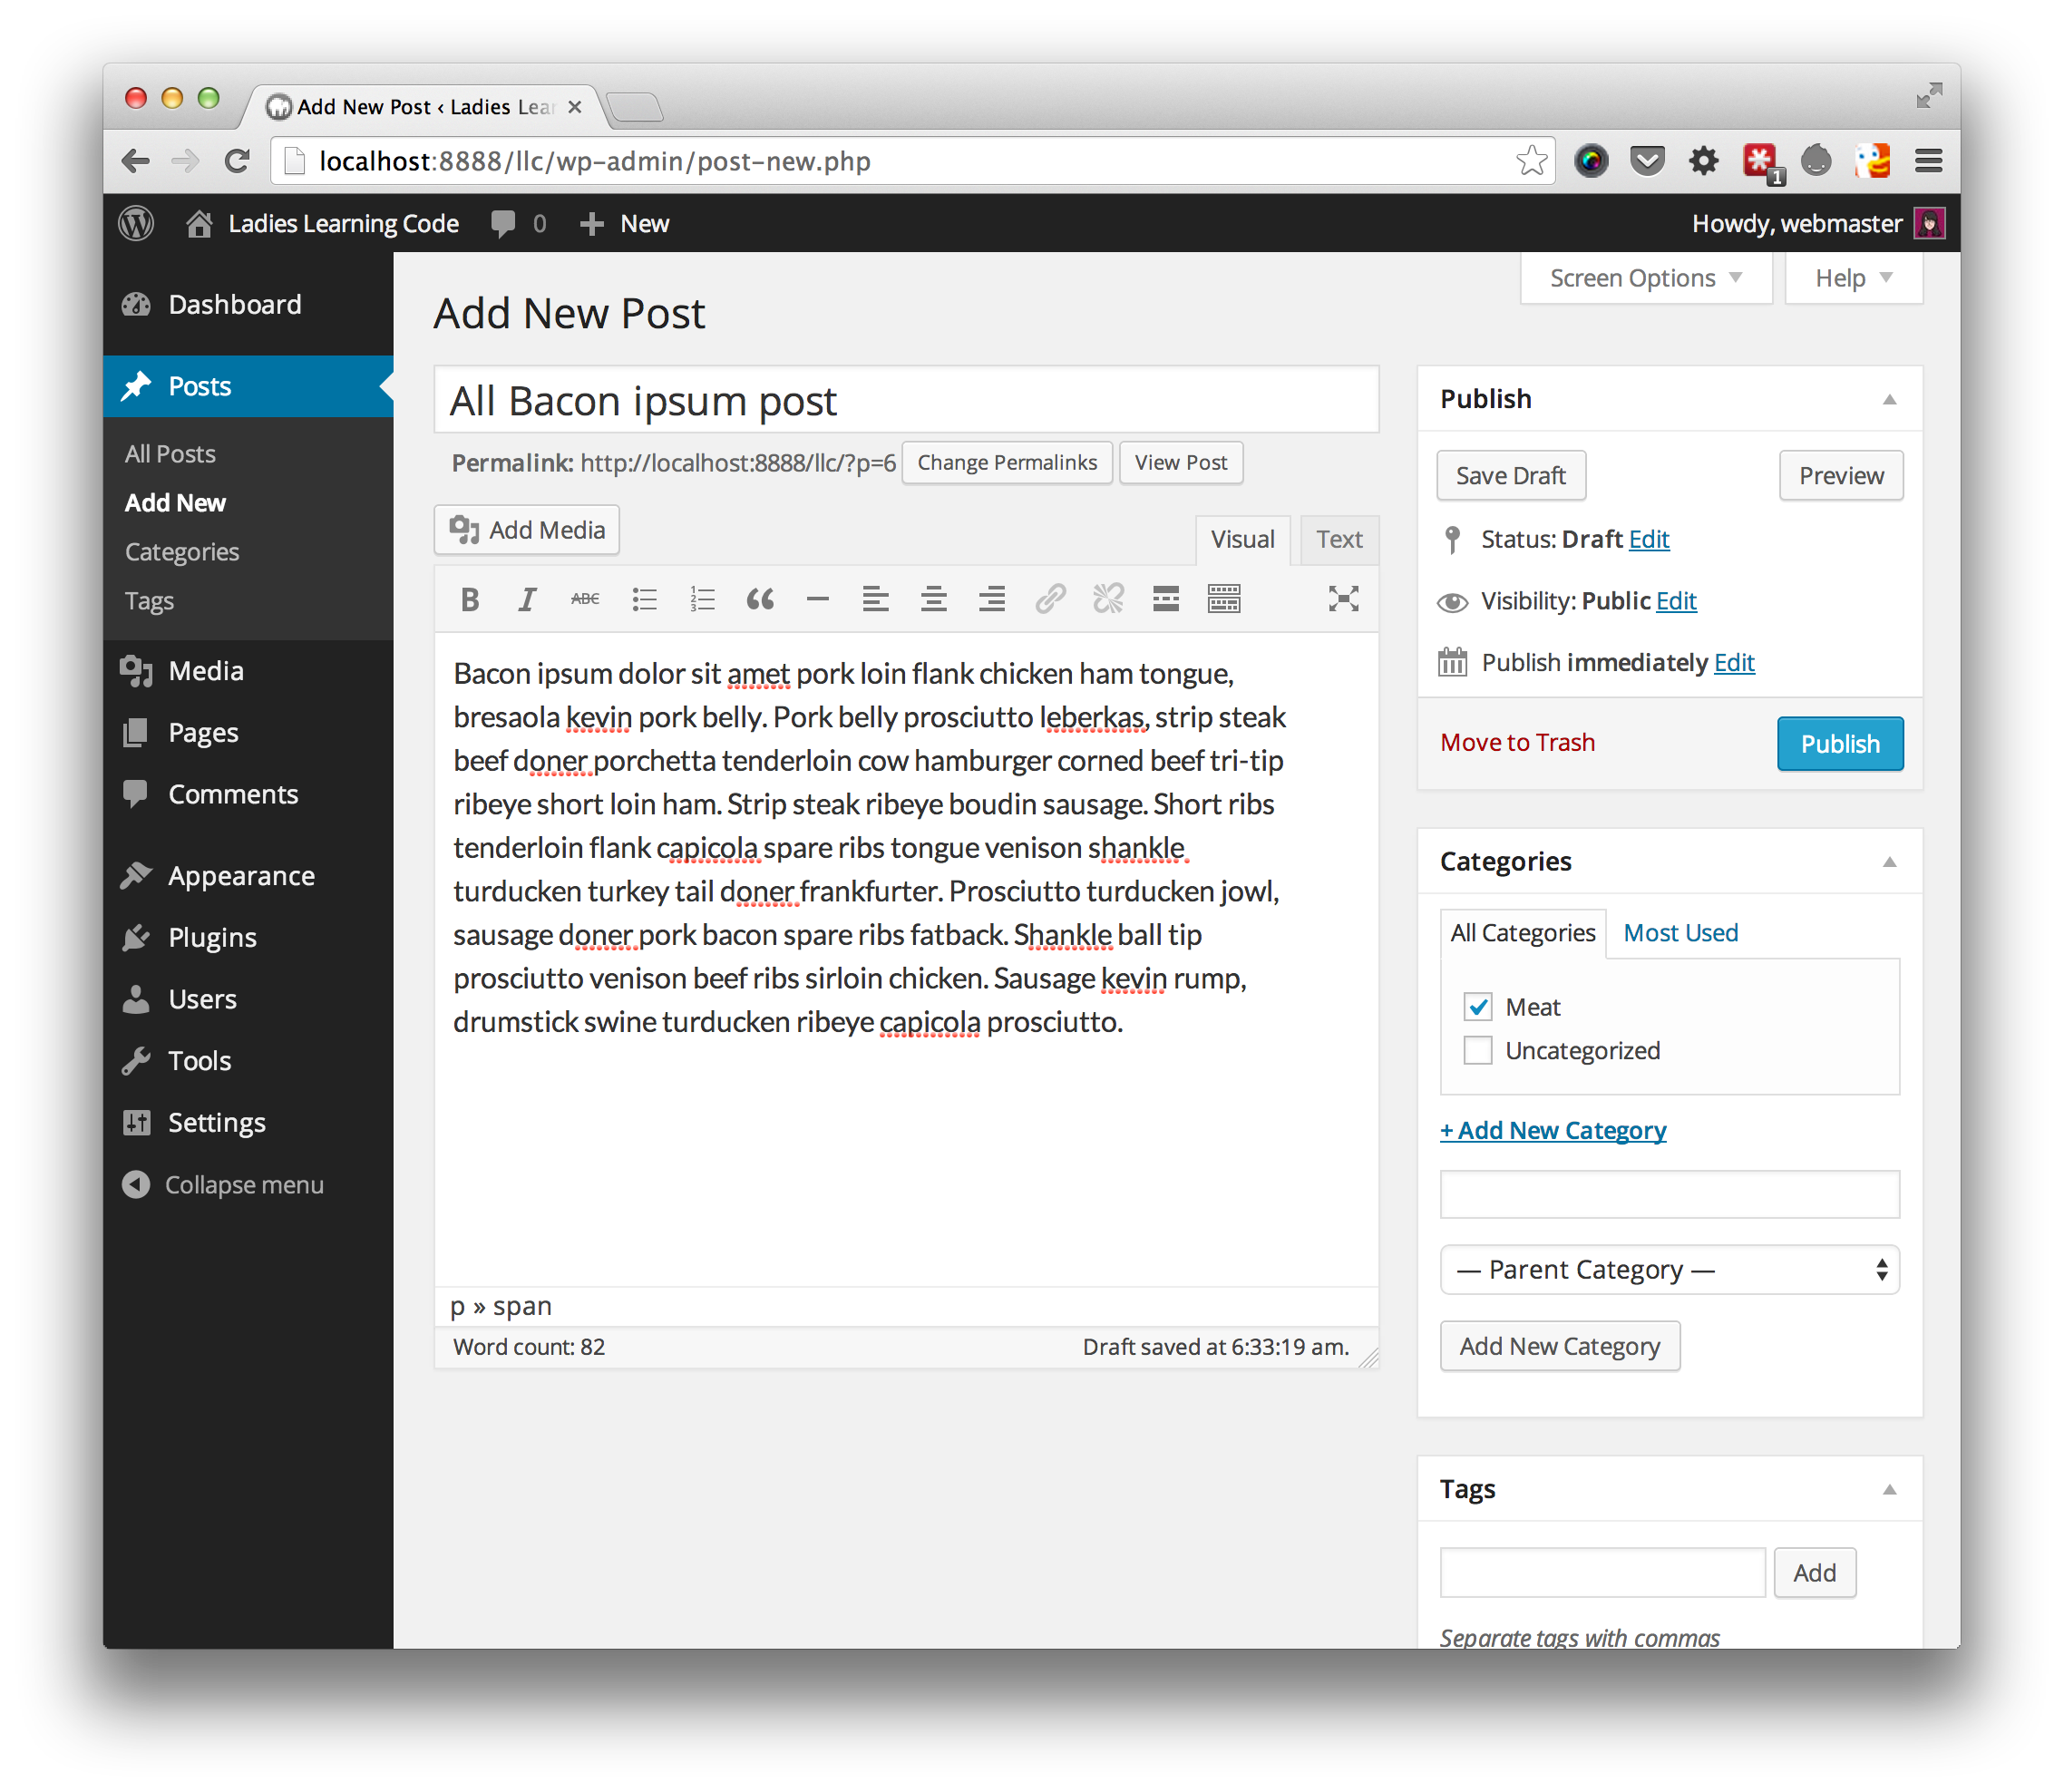 Add New Post ‹ Ladies Lear
localhost:8888/llc/wp-admin/post-new.php
1
Ladies Learning Code 0 New
Howdy, webmaster
Screen Options Help
Dashboard
Posts
All Posts
Add New
Categories
Tags
Media
Pages
Comments
Appearance
Plugins
Users
Tools
Settings
Collapse menu
Add New Post
All Bacon ipsum post
Permalink: http://localhost:8888/llc/?p=6 Change Permalinks View Post
Add Media
Visual Text
B I ABC
Bacon ipsum dolor sit amet pork loin flank chicken ham tongue,
bresaola kevin pork belly. Pork belly prosciutto leberkas, strip steak
beef doner porchetta tenderloin cow hamburger corned beef tri-tip
ribeye short loin ham. Strip steak ribeye boudin sausage. Short ribs
tenderloin flank capicola spare ribs tongue venison shankle
turducken turkey tail doner frankfurter. Prosciutto turducken jowl,
sausage doner pork bacon spare ribs fatback. Shankle ball tip
prosciutto venison beef ribs sirloin chicken. Sausage kevin rump,
drumstick swine turducken ribeye capicola prosciutto.
p » span
Word count: 82
Draft saved at 6:33:19 am.
Publish
Save Draft Preview
Status: Draft Edit
Visibility: Public Edit
Publish immediately Edit
Move to Trash Publish
Categories
All Categories Most Used
Meat
Uncategorized
+ Add New Category
— Parent Category —
Add New Category
Tags
Add
Separate tags with commas